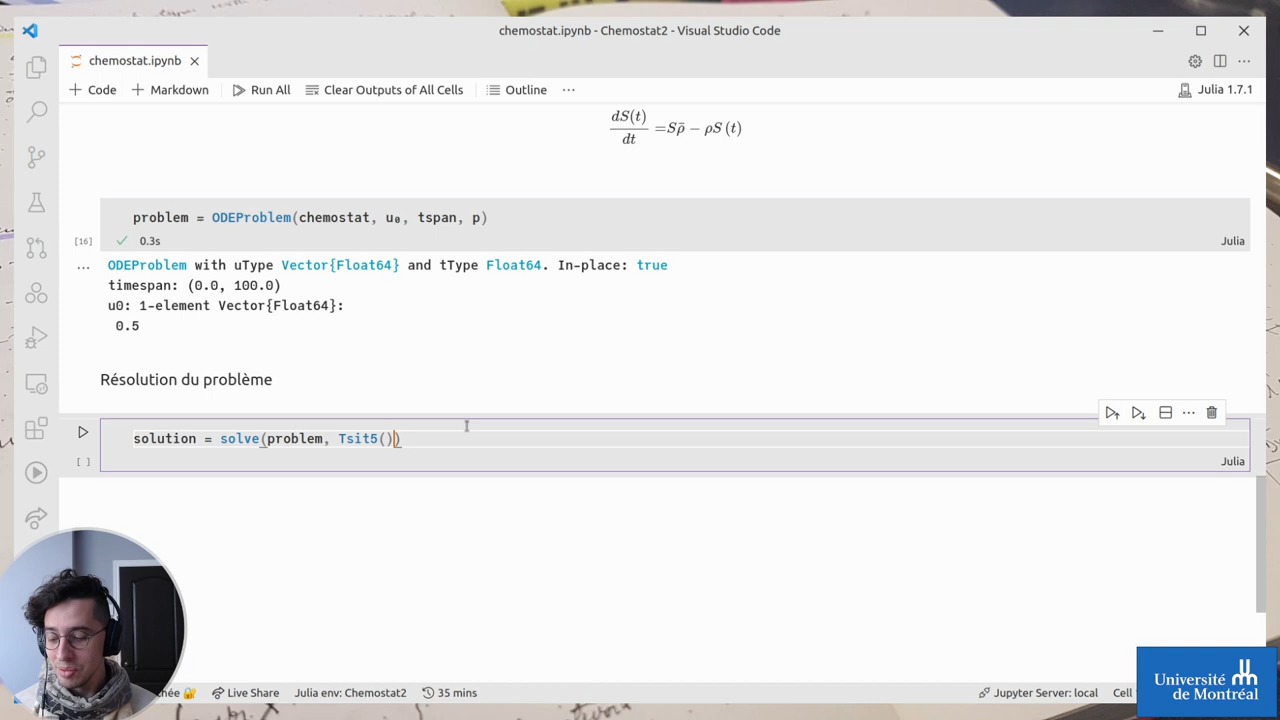 chemostat.ipynb - Chemostat2 - Visual Studio Code
chemostat.ipynb
Code Markdown Run All Clear Outputs of All Cells Outline ... Julia 1.7.1
dS(t)/dt =Sρ̄ − ρS (t)
problem = ODEProblem(chemostat, u₀, tspan, p)
[16] 0.3s Julia
ODEProblem with uType Vector{Float64} and tType Float64. In-place: true
timespan: (0.0, 100.0)
u0: 1-element Vector{Float64}:
0.5
Résolution du problème
solution = solve(problem, Tsit5())
[ ] Julia
Live Share Julia env: Chemostat2 35 mins Jupyter Server: local Cell
Université
de Montréal